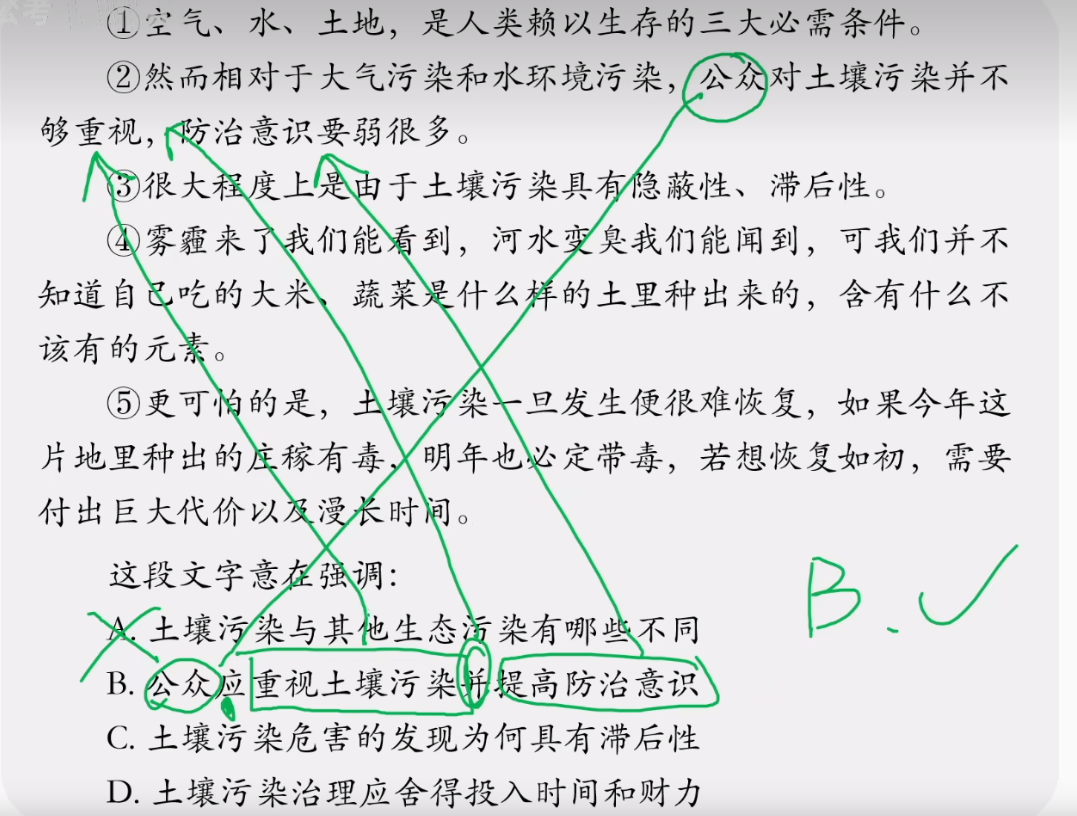 公考
①空气、水、土地，是人类赖以生存的三大必需条件。
②然而相对于大气污染和水环境污染，公众对土壤污染并不
够重视，防治意识要弱很多。
③很大程度上是由于土壤污染具有隐蔽性、滞后性。
④雾霾来了我们能看到，河水变臭我们能闻到，可我们并不
知道自己吃的大米、蔬菜是什么样的土里种出来的，含有什么不
该有的元素。
⑤更可怕的是，土壤污染一旦发生便很难恢复，如果今年这
片地里种出的庄稼有毒，明年也必定带毒，若想恢复如初，需要
付出巨大代价以及漫长时间。
这段文字意在强调：
A. 土壤污染与其他生态污染有哪些不同
B. 公众应重视土壤污染并提高防治意识
C. 土壤污染危害的发现为何具有滞后性
D. 土壤污染治理应舍得投入时间和财力
B.